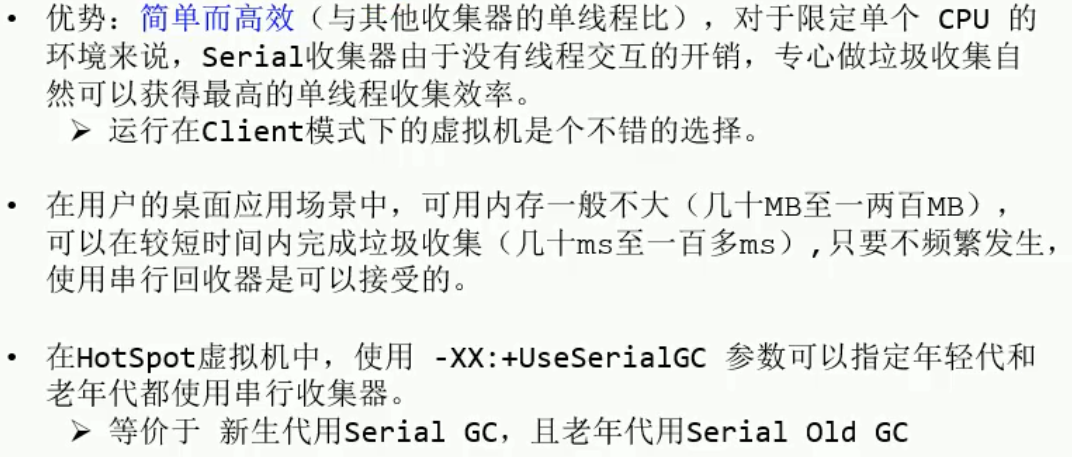 • 优势：简单而高效（与其他收集器的单线程比），对于限定单个 CPU 的
环境来说，Serial收集器由于没有线程交互的开销，专心做垃圾收集自
然可以获得最高的单线程收集效率。
➢ 运行在Client模式下的虚拟机是个不错的选择。
• 在用户的桌面应用场景中，可用内存一般不大（几十MB至一两百MB），
可以在较短时间内完成垃圾收集（几十ms至一百多ms）,只要不频繁发生，
使用串行回收器是可以接受的。
• 在HotSpot虚拟机中，使用 -XX:+UseSerialGC 参数可以指定年轻代和
老年代都使用串行收集器。
➢ 等价于 新生代用Serial GC，且老年代用Serial Old GC